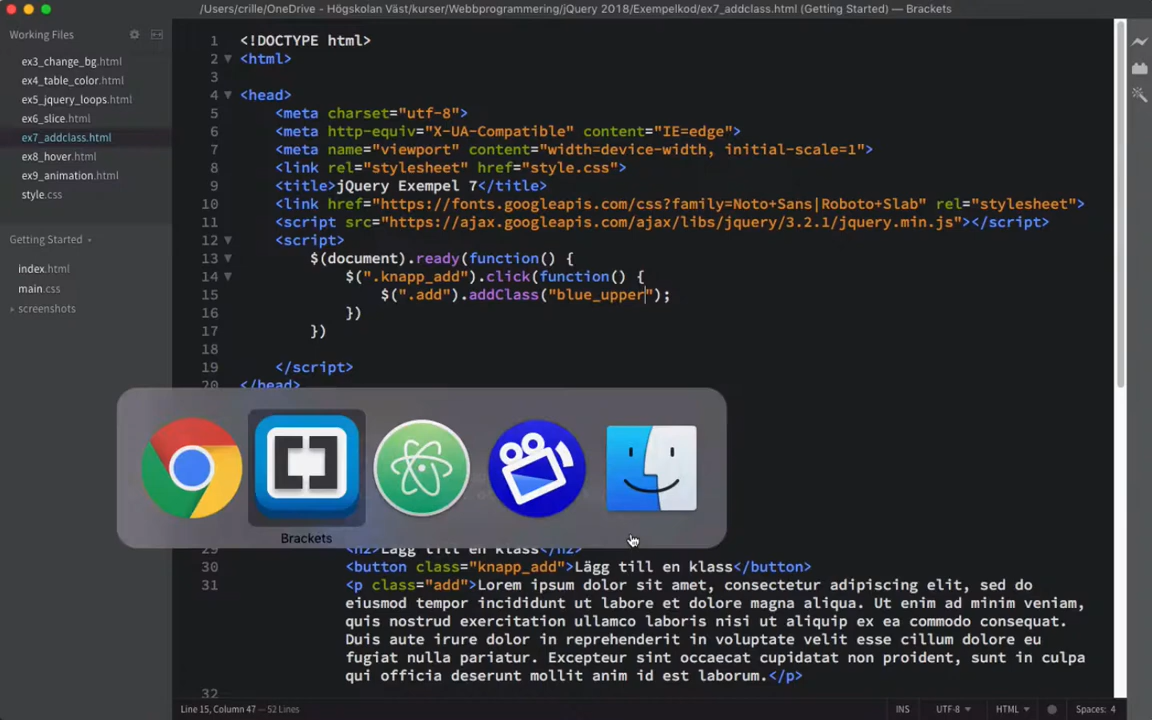 /Users/crille/OneDrive - Högskolan Väst/kurser/Webbprogrammering/jQuery 2018/Exempelkod/ex7_addclass.html (Getting Started) — Brackets
Working Files
ex3_change_bg.html
ex4_table_color.html
ex5_jquery_loops.html
ex6_slice.html
ex7_addclass.html
ex8_hover.html
ex9_animation.html
style.css
Getting Started
index.html
main.css
screenshots
1 <!DOCTYPE html>
2 <html>
3
4 <head>
5 <meta charset="utf-8">
6 <meta http-equiv="X-UA-Compatible" content="IE=edge">
7 <meta name="viewport" content="width=device-width, initial-scale=1">
8 <link rel="stylesheet" href="style.css">
9 <title>jQuery Exempel 7</title>
10 <link href="https://fonts.googleapis.com/css?family=Noto+Sans|Roboto+Slab" rel="stylesheet">
11 <script src="https://ajax.googleapis.com/ajax/libs/jquery/3.2.1/jquery.min.js"></script>
12 <script>
13 $(document).ready(function() {
14 $(".knapp_add").click(function() {
15 $(".add").addClass("blue_upper");
16 })
17 })
18
19 </script>
20 </head>
Brackets
29 <h2>Lägg till en klass</h2>
30 <button class="knapp_add">Lägg till en klass</button>
31 <p class="add">Lorem ipsum dolor sit amet, consectetur adipiscing elit, sed do
eiusmod tempor incididunt ut labore et dolore magna aliqua. Ut enim ad minim veniam,
quis nostrud exercitation ullamco laboris nisi ut aliquip ex ea commodo consequat.
Duis aute irure dolor in reprehenderit in voluptate velit esse cillum dolore eu
fugiat nulla pariatur. Excepteur sint occaecat cupidatat non proident, sunt in culpa
qui officia deserunt mollit anim id est laborum.</p>
32
Line 15, Column 47 — 52 Lines
INS UTF-8 HTML Spaces: 4